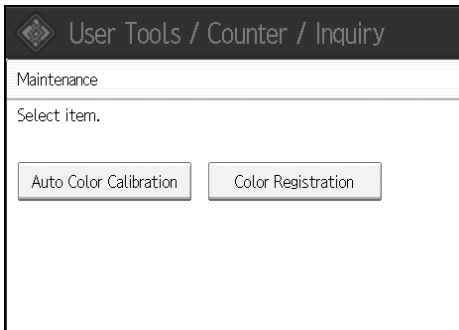 User Tools / Counter / Inquiry
Maintenance
Select item.
Auto Color Calibration Color Registration